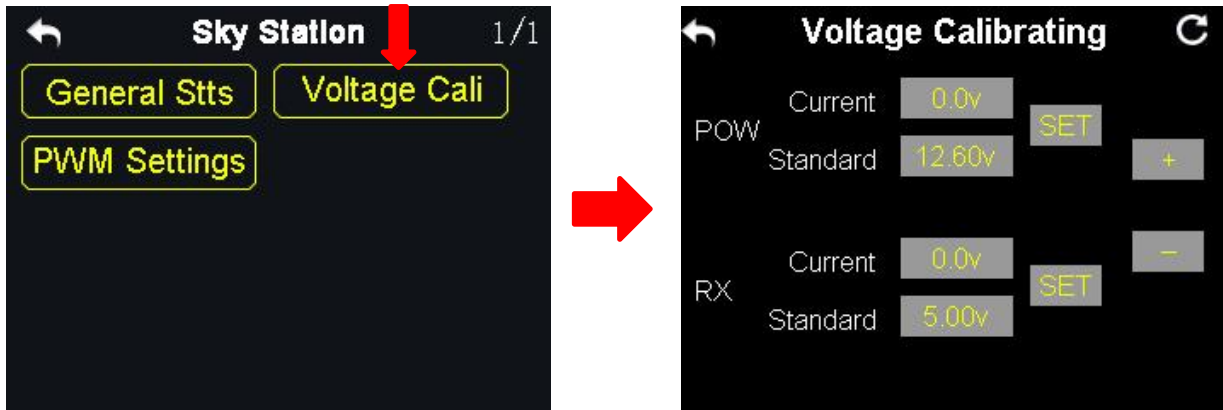 Sky Station 1/1
General Stts Voltage Cali
PWM Settings
Voltage Calibrating
Current 0.0v
POW SET
Standard 12.60v +
Current 0.0v –
RX SET
Standard 5.00v